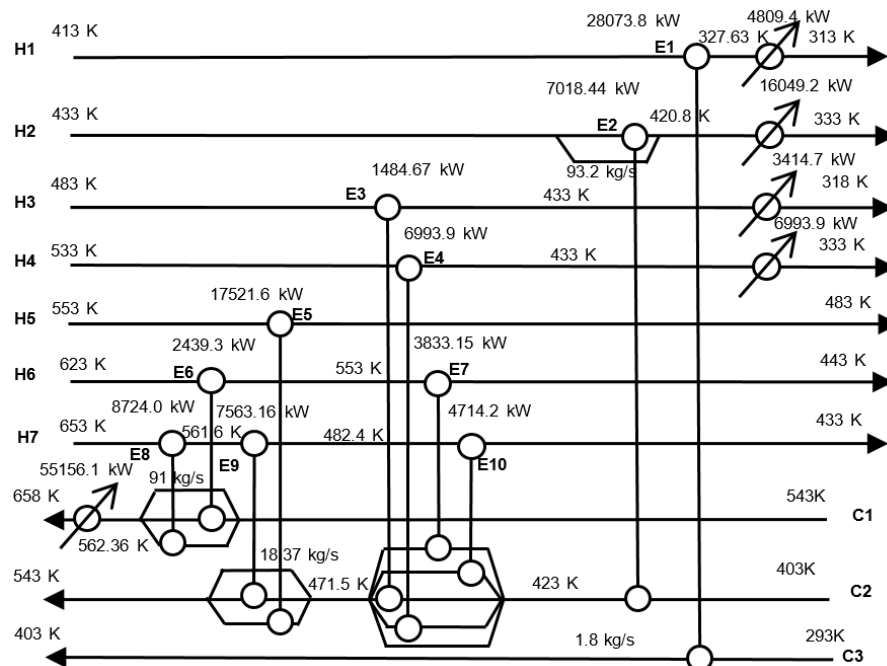 28073.8 kW
4809.4 kW
413 K
H1
E1
327.63 K
313 K
7018.44 kW
16049.2 kW
433 K
H2
E2
420.8 K
333 K
93.2 kg/s
1484.67 kW
3414.7 kW
483 K
H3
E3
433 K
318 K
6993.9 kW
6993.9 kW
533 K
H4
E4
433 K
333 K
17521.6 kW
553 K
H5
E5
483 K
2439.3 kW
3833.15 kW
623 K
H6
E6
553 K
E7
443 K
8724.0 kW
7563.16 kW
4714.2 kW
653 K
H7
561.6 K
482.4 K
433 K
E8
E9
E10
55156.1 kW
91 kg/s
658 K
543K
C1
562.36 K
18.37 kg/s
543 K
471.5 K
423 K
403K
C2
403 K
1.8 kg/s
293K
C3